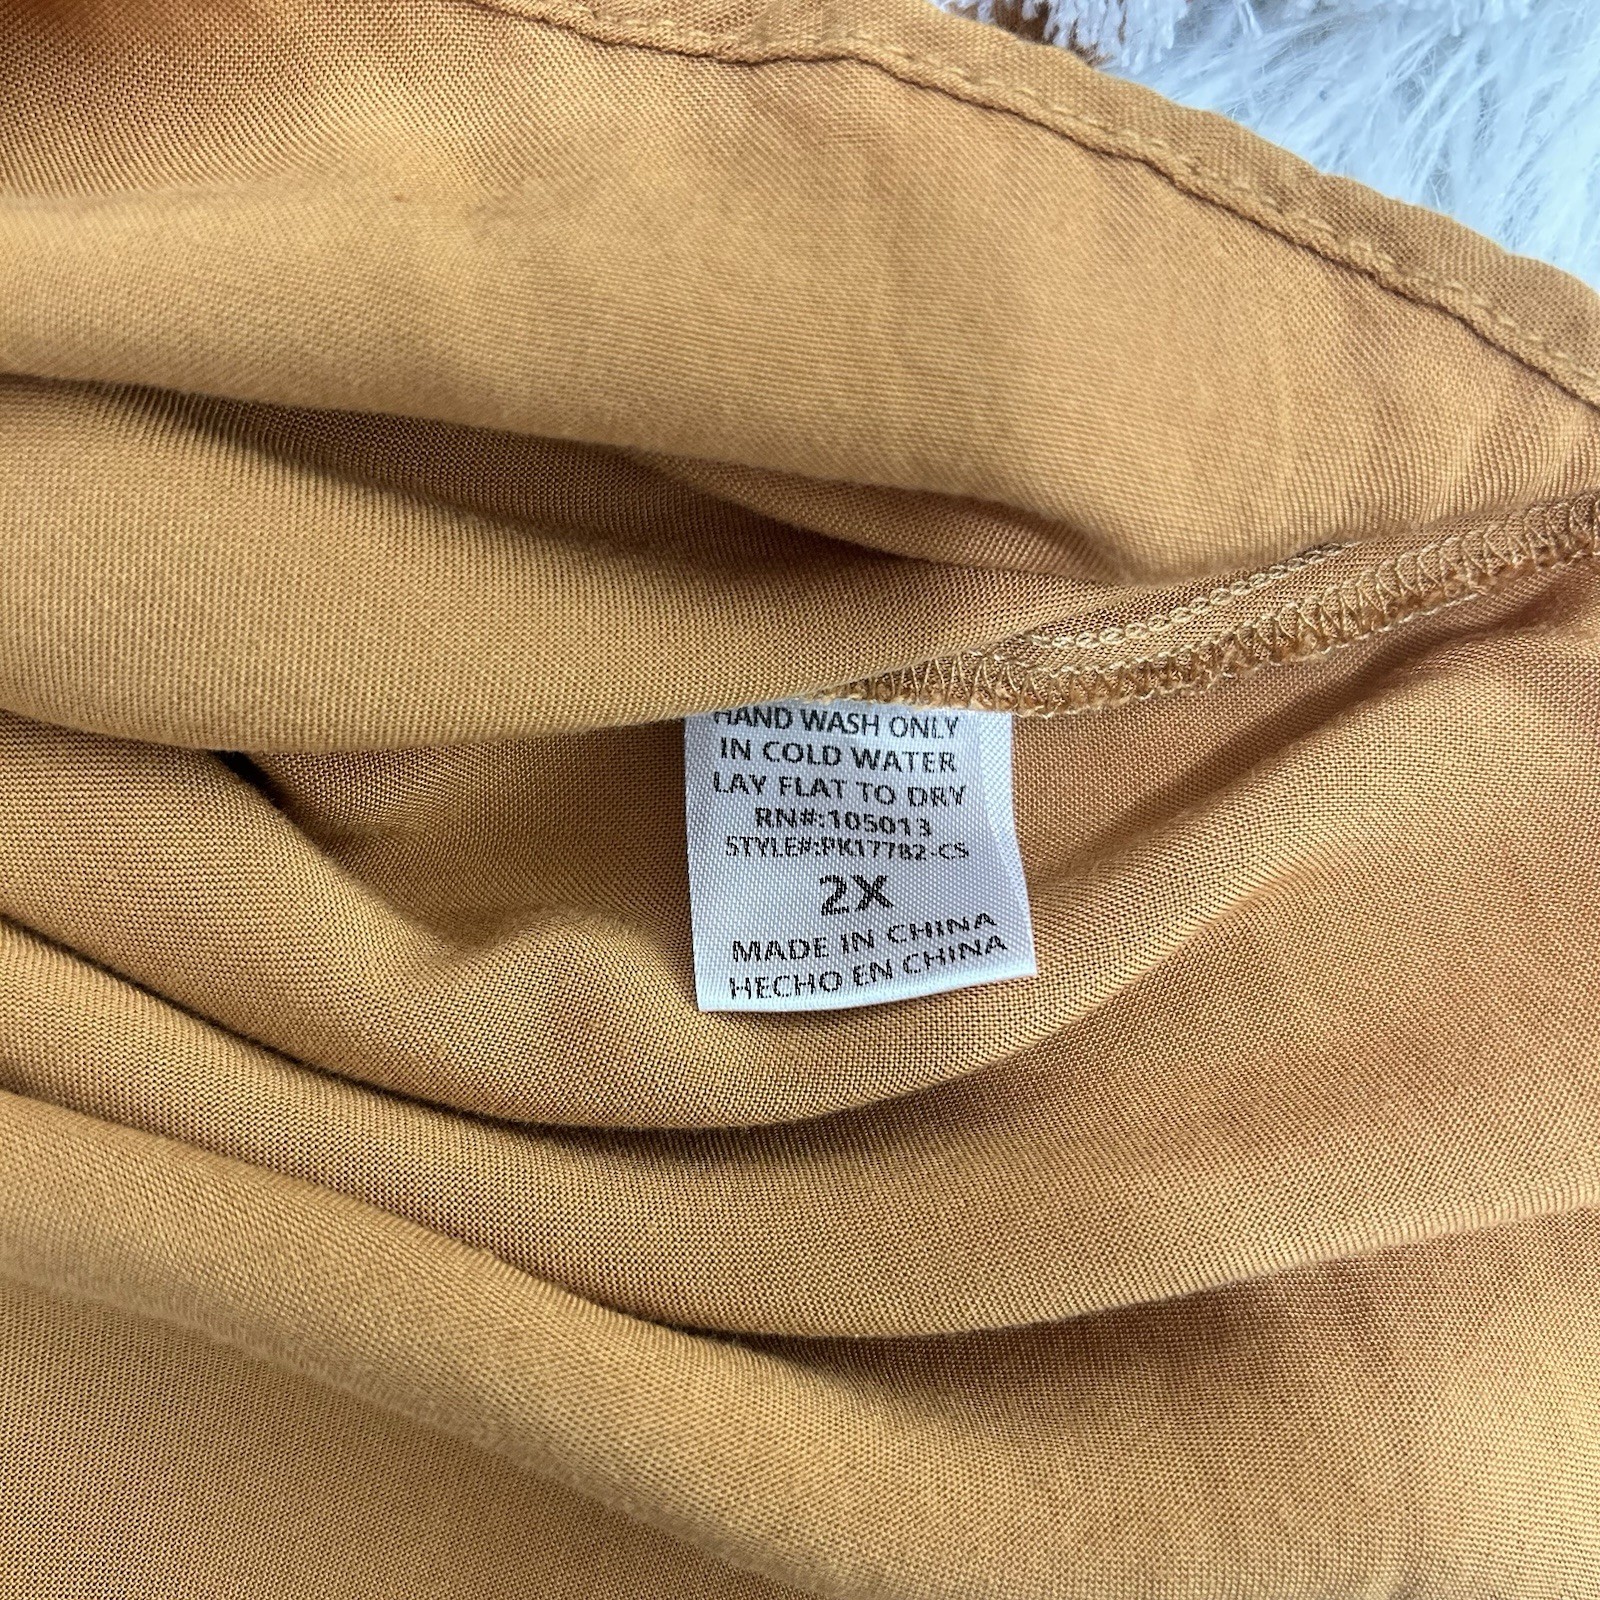 HAND WASH ONLY
IN COLD WATER
LAY FLAT TO DRY
RN#:105013
STYLE#:PK17782-CS
2X
MADE IN CHINA
HECHO EN CHINA